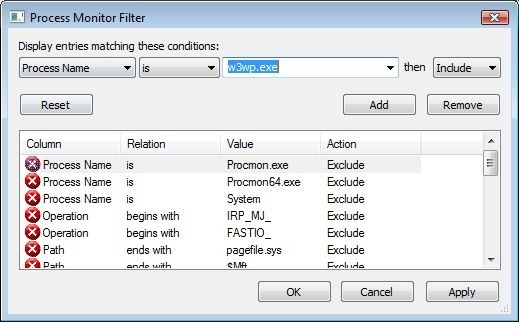 Process Monitor Filter
Display entries matching these conditions:
Process Name is w3wp.exe then Include
Reset Add Remove
Column Relation Value Action
Process Name is Procmon.exe Exclude
Process Name is Procmon64.exe Exclude
Process Name is System Exclude
Operation begins with IRP_MJ_ Exclude
Operation begins with FASTIO_ Exclude
Path ends with pagefile.sys Exclude
Path ends with $Mft Exclude
OK Cancel Apply